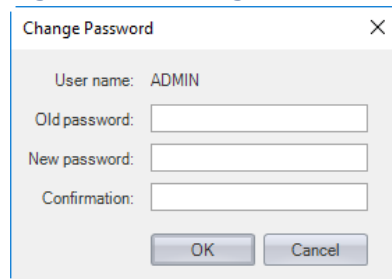 Change Password
User name: ADMIN
Old password:
New password:
Confirmation:
OK Cancel